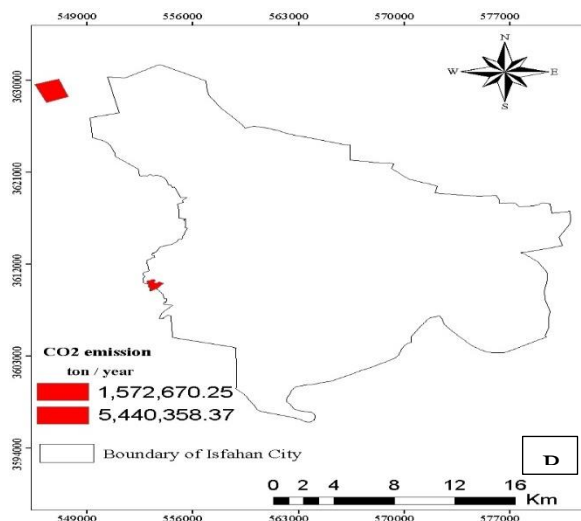 549000 556000 563000 570000 577000
N
W E
S
3630000
3621000
3612000
3603000
3594000
CO2 emission
ton / year
1,572,670.25
5,440,358.37
Boundary of Isfahan City
D
0 2 4 8 12 16
Km
549000 556000 563000 570000 577000